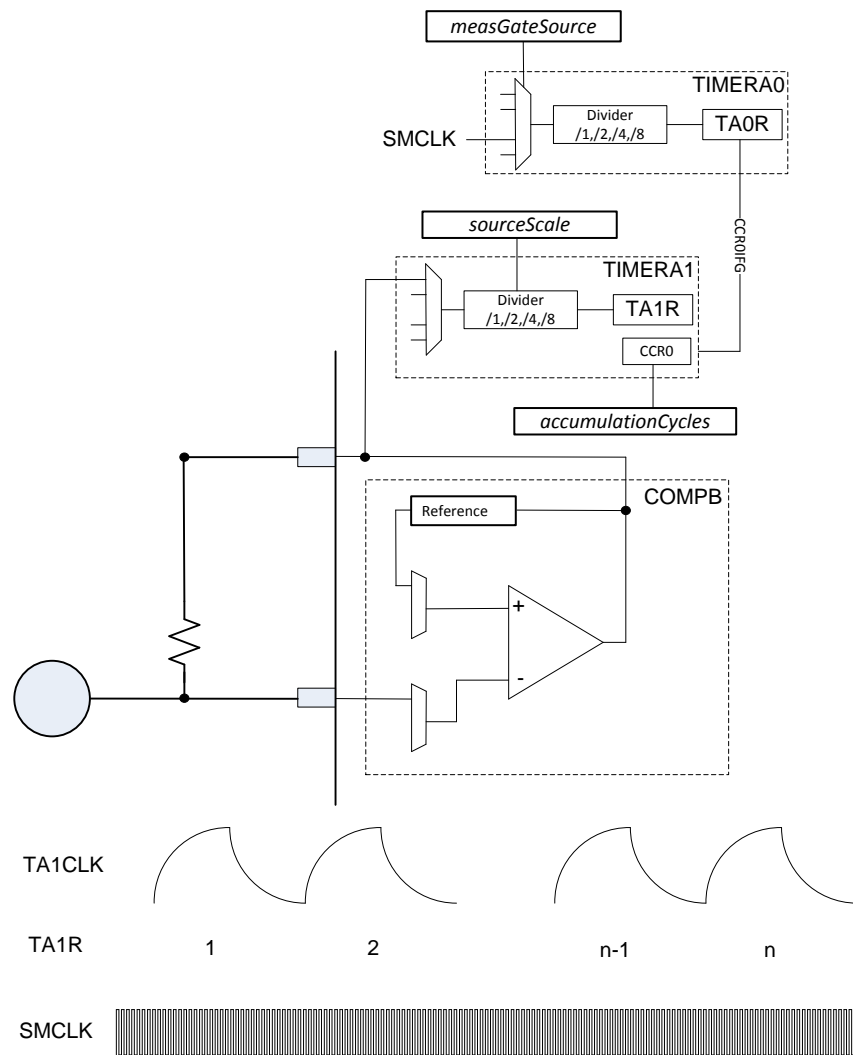 measGateSource
TIMERA0
Divider
/1,/2,/4,/8
TA0R
SMCLK
CCR0IFG
sourceScale
TIMERA1
Divider
/1,/2,/4,/8
TA1R
CCR0
accumulationCycles
COMPB
Reference
+
-
TA1CLK
TA1R 1 2 n-1 n
SMCLK